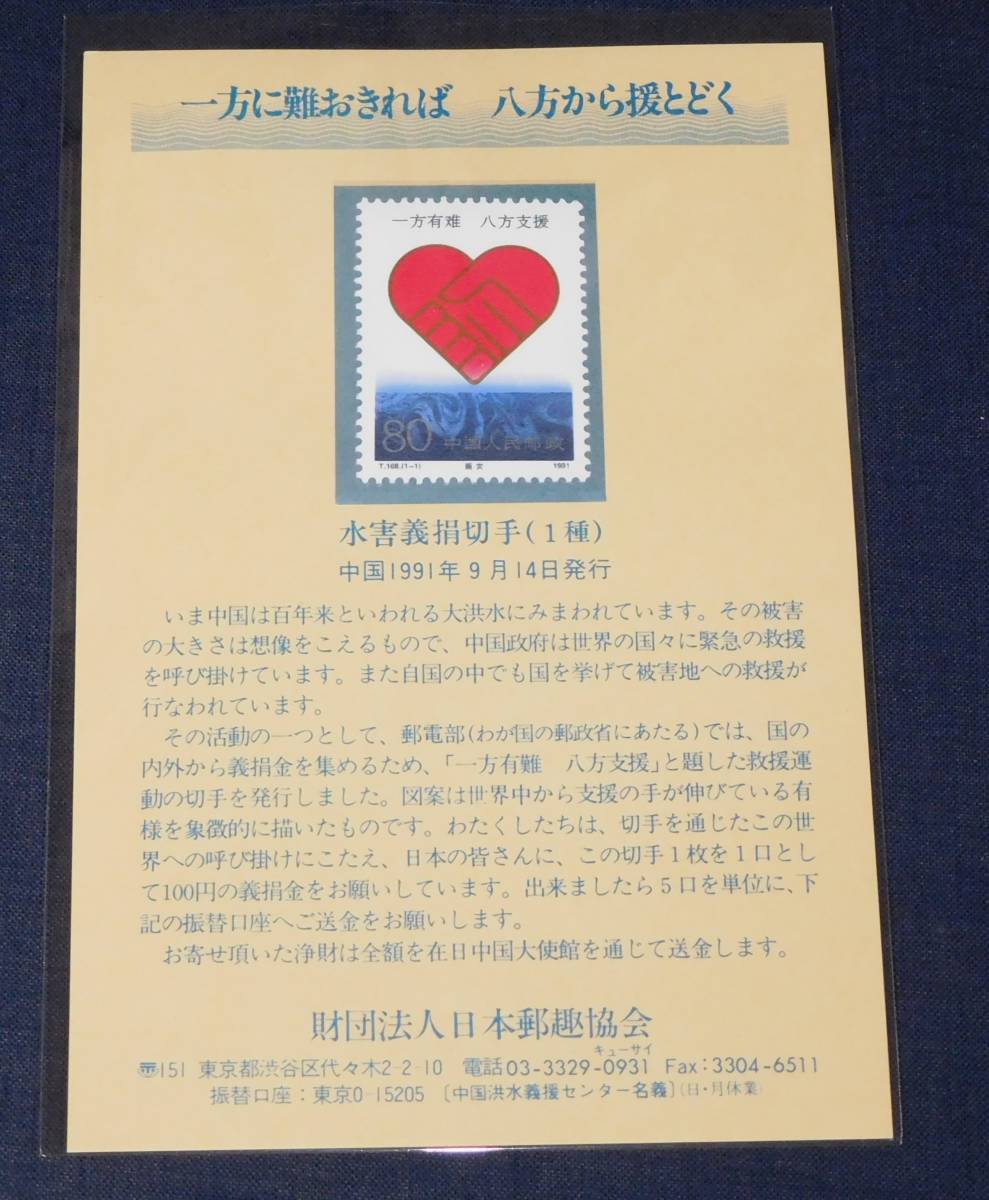 一方に難おきれば 八方から援とどく
一方有难 八方支援
80 中国人民邮政
T.168.(1-1) 1991
水害義捐切手(1種)
中国1991年9月14日発行
いま中国は百年来といわれる大洪水にみまわれています。その被害
の大きさは想像をこえるもので、中国政府は世界の国々に緊急の救援
を呼び掛けています。また自国の中でも国を挙げて被害地への救援が
行なわれています。
その活動の一つとして、郵電部(わが国の郵政省にあたる)では、国の
内外から義捐金を集めるため、「一方有難 八方支援」と題した救援運
動の切手を発行しました。図案は世界中から支援の手が伸びている有
様を象徴的に描いたものです。わたくしたちは、切手を通じたこの世
界への呼び掛けにこたえ、日本の皆さんに、この切手1枚を1口とし
て100円の義捐金をお願いしています。出来ましたら5口を単位に、下
記の振替口座へご送金をお願いします。
お寄せ頂いた浄財は全額を在日中国大使館を通じて送金します。
財団法人日本郵趣協会
キューサイ
〠151 東京都渋谷区代々木2-2-10 電話03-3329-0931 Fax:3304-6511
振替口座:東京0-15205 〔中国洪水義援センター名義〕(日・月休業)